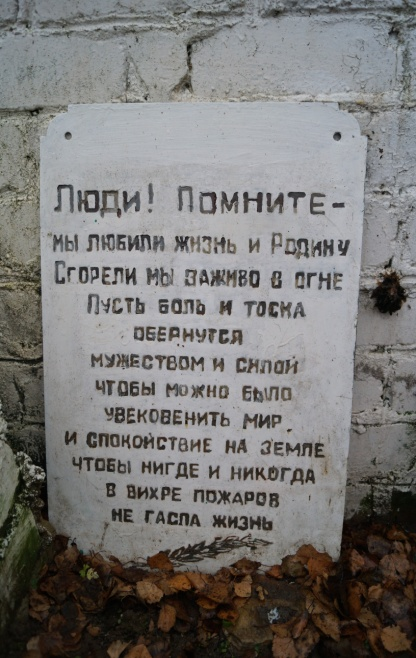 Люди! Помните-
мы любили жизнь и Родину
Сгорели мы заживо в огне
Пусть боль и тоска
обернутся
мужеством и силой
чтобы можно было
увековенить мир
и спокойствие на земле
чтобы нигде и никогда
в вихре пожаров
не гасла жизнь